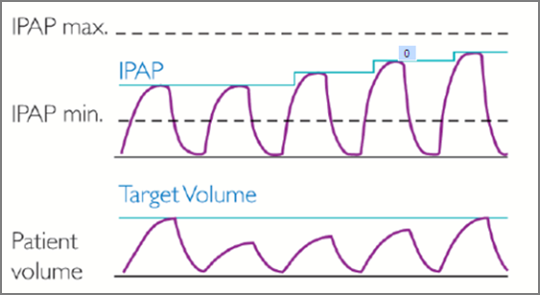 IPAP max.
0
IPAP
IPAP min.
Target Volume
Patient
volume